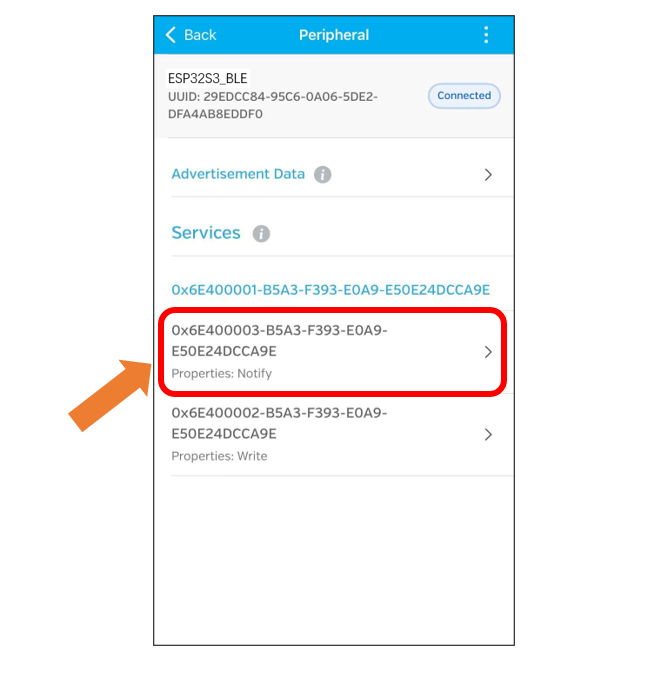 Back
Peripheral
ESP32S3_BLE
UUID: 29EDCC84-95C6-0A06-5DE2-
DFA4AB8EDDF0
Connected
Advertisement Data
Services
0x6E400001-B5A3-F393-E0A9-E50E24DCCA9E
0x6E400003-B5A3-F393-E0A9-
E50E24DCCA9E
Properties: Notify
0x6E400002-B5A3-F393-E0A9-
E50E24DCCA9E
Properties: Write